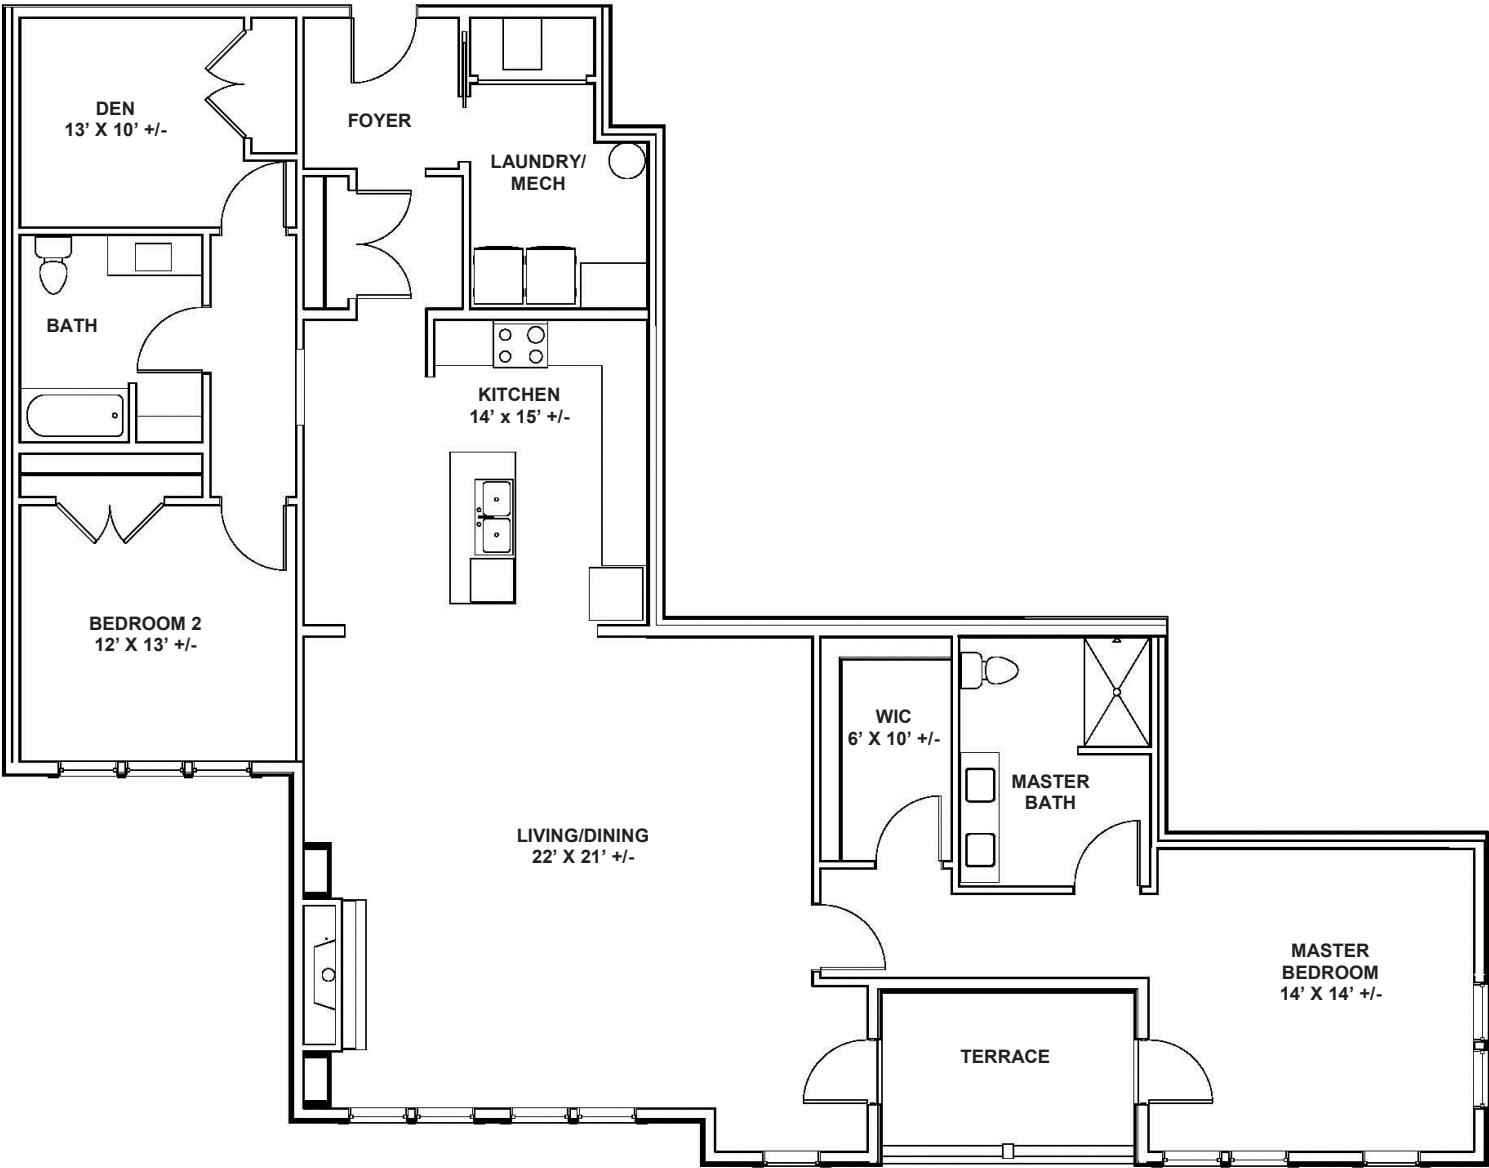 DEN
13’ X 10’ +/-
FOYER
LAUNDRY/
MECH
BATH
KITCHEN
14’ x 15’ +/-
BEDROOM 2
12’ X 13’ +/-
WIC
6’ X 10’ +/-
MASTER
BATH
LIVING/DINING
22’ X 21’ +/-
MASTER
BEDROOM
14’ X 14’ +/-
TERRACE